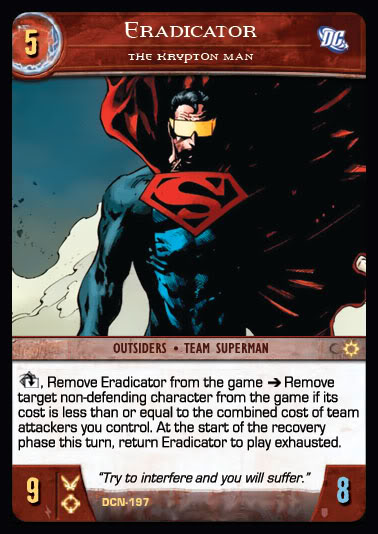 5
ERADICATOR
THE KRYPTON MAN
DC
S
OUTSIDERS • TEAM SUPERMAN
C
, Remove Eradicator from the game ➔ Remove
target non-defending character from the game if its
cost is less than or equal to the combined cost of team
attackers you control. At the start of the recovery
phase this turn, return Eradicator to play exhausted.
“Try to interfere and you will suffer.”
DCN-197
9
8